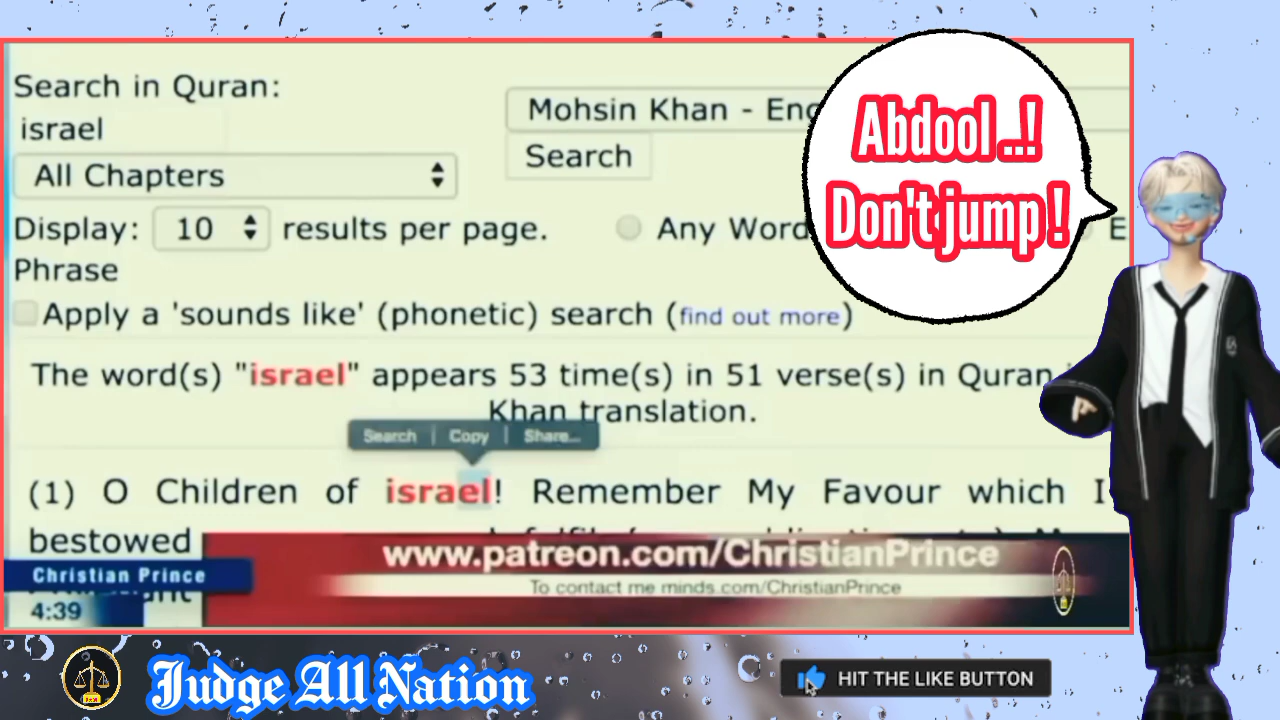 Search in Quran:
israel
Mohsin Khan - Eng
Search
All Chapters
Display: 10 results per page. Any Word E
Phrase
Apply a 'sounds like' (phonetic) search (find out more)
The word(s) "israel" appears 53 time(s) in 51 verse(s) in Quran
Khan translation.
Search Copy Share...
(1) O Children of israel! Remember My Favour which I
bestowed
www.patreon.com/ChristianPrince
To contact me minds.com/ChristianPrince
Christian Prince
4:39
Abdool ..!
Don't jump !
Judge All Nation
HIT THE LIKE BUTTON